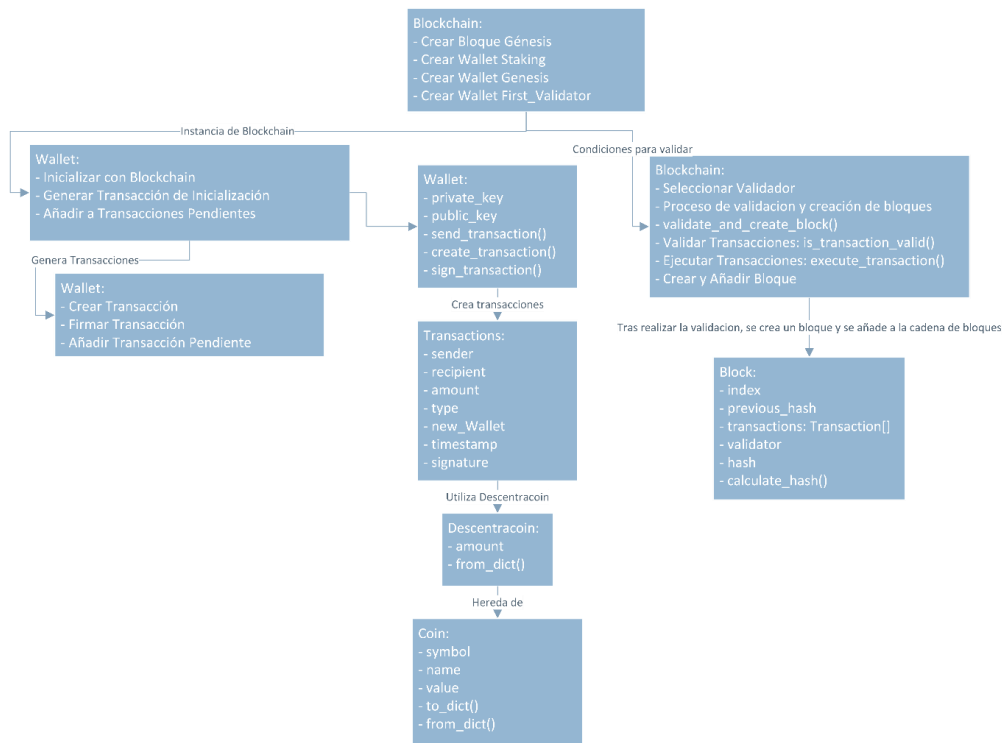 Blockchain:
- Crear Bloque Génesis
- Crear Wallet Staking
- Crear Wallet Genesis
- Crear Wallet First_Validator
Instancia de Blockchain
Condiciones para validar
Wallet:
- Inicializar con Blockchain
- Generar Transacción de Inicialización
- Añadir a Transacciones Pendientes
Wallet:
- private_key
- public_key
- send_transaction()
- create_transaction()
- sign_transaction()
Blockchain:
- Seleccionar Validador
- Proceso de validacion y creación de bloques
- validate_and_create_block()
- Validar Transacciones: is_transaction_valid()
- Ejecutar Transacciones: execute_transaction()
- Crear y Añadir Bloque
Genera Transacciones
Wallet:
- Crear Transacción
- Firmar Transacción
- Añadir Transacción Pendiente
Crea transacciones
Tras realizar la validacion, se crea un bloque y se añade a la cadena de bloques
Transactions:
- sender
- recipient
- amount
- type
- new_Wallet
- timestamp
- signature
Block:
- index
- previous_hash
- transactions: Transaction[]
- validator
- hash
- calculate_hash()
Utiliza Descentracoin
Descentracoin:
- amount
- from_dict()
Hereda de
Coin:
- symbol
- name
- value
- to_dict()
- from_dict()